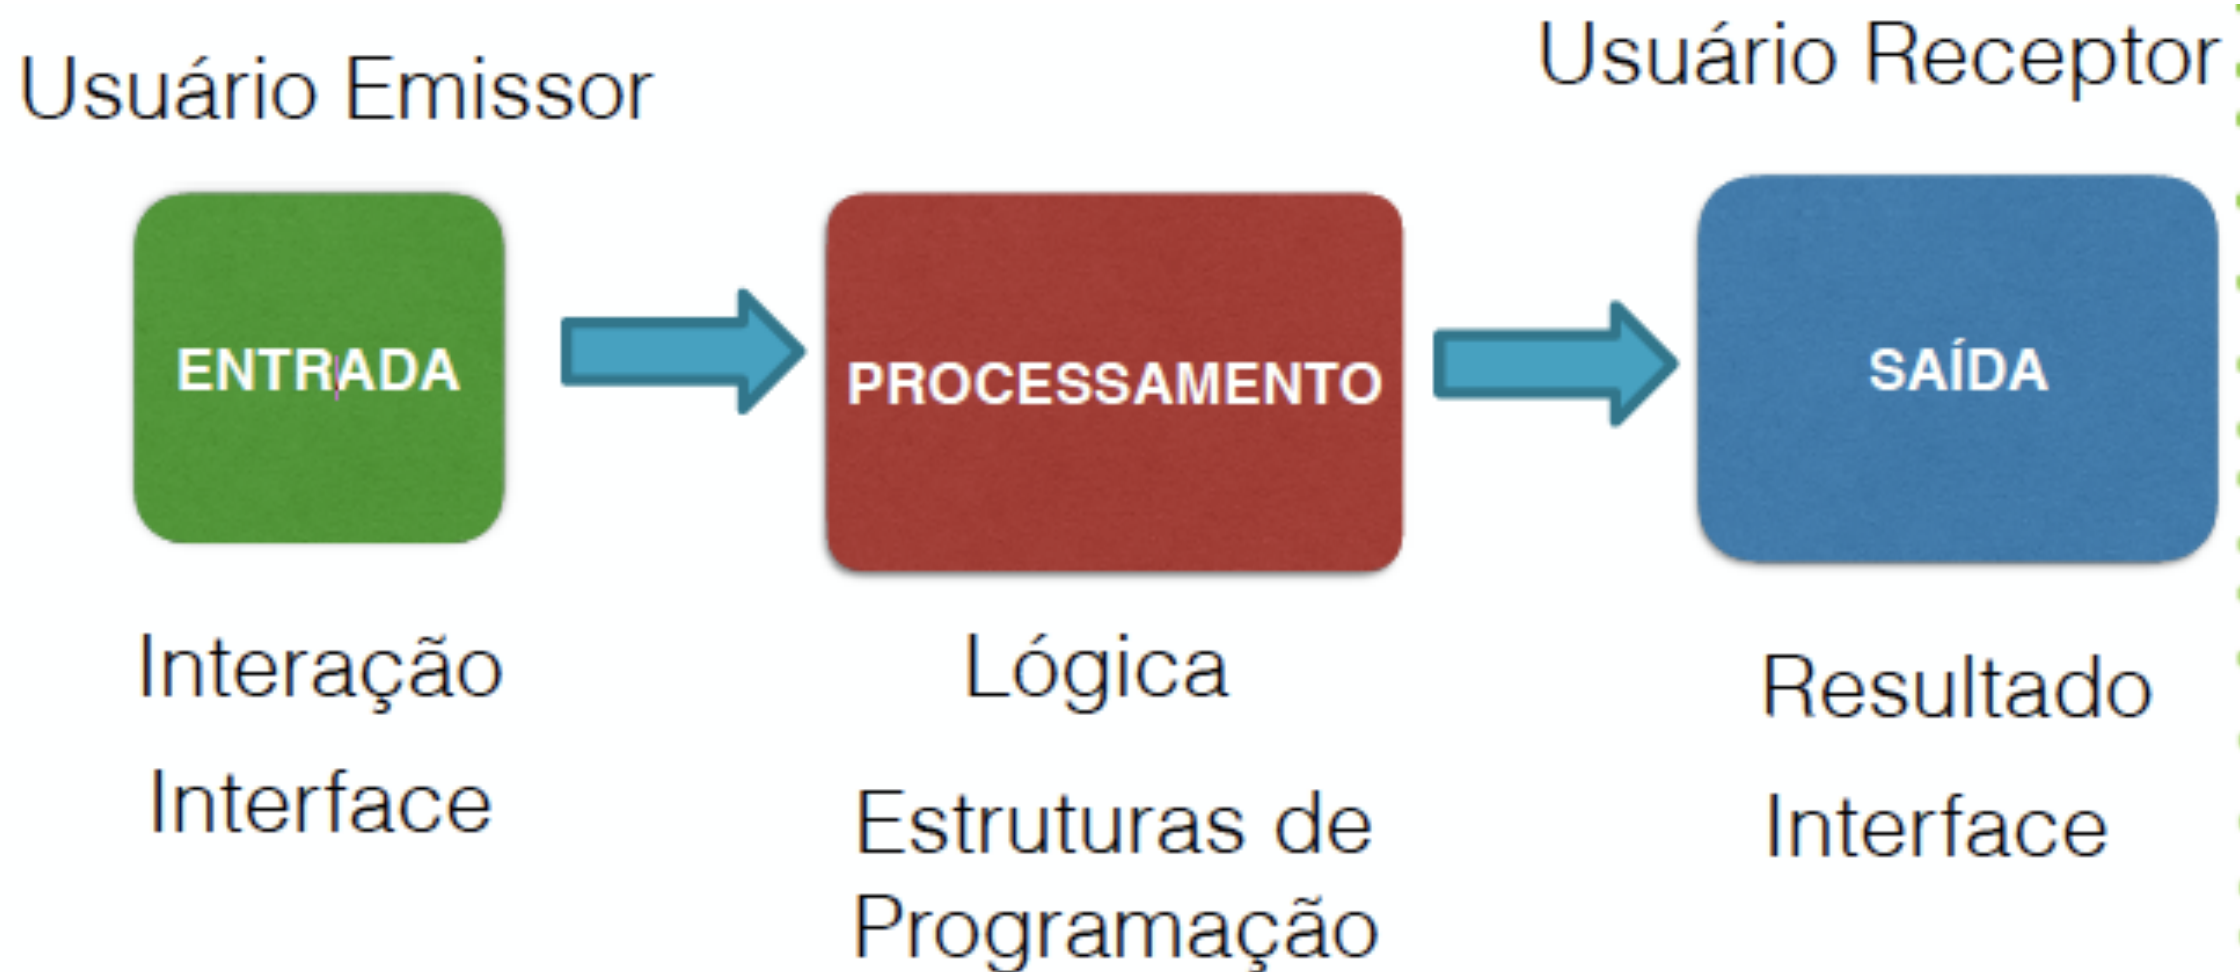 Usuário Emissor
Usuário Receptor
ENTRADA
PROCESSAMENTO
SAÍDA
Interação
Interface
Lógica
Estruturas de
Programação
Resultado
Interface